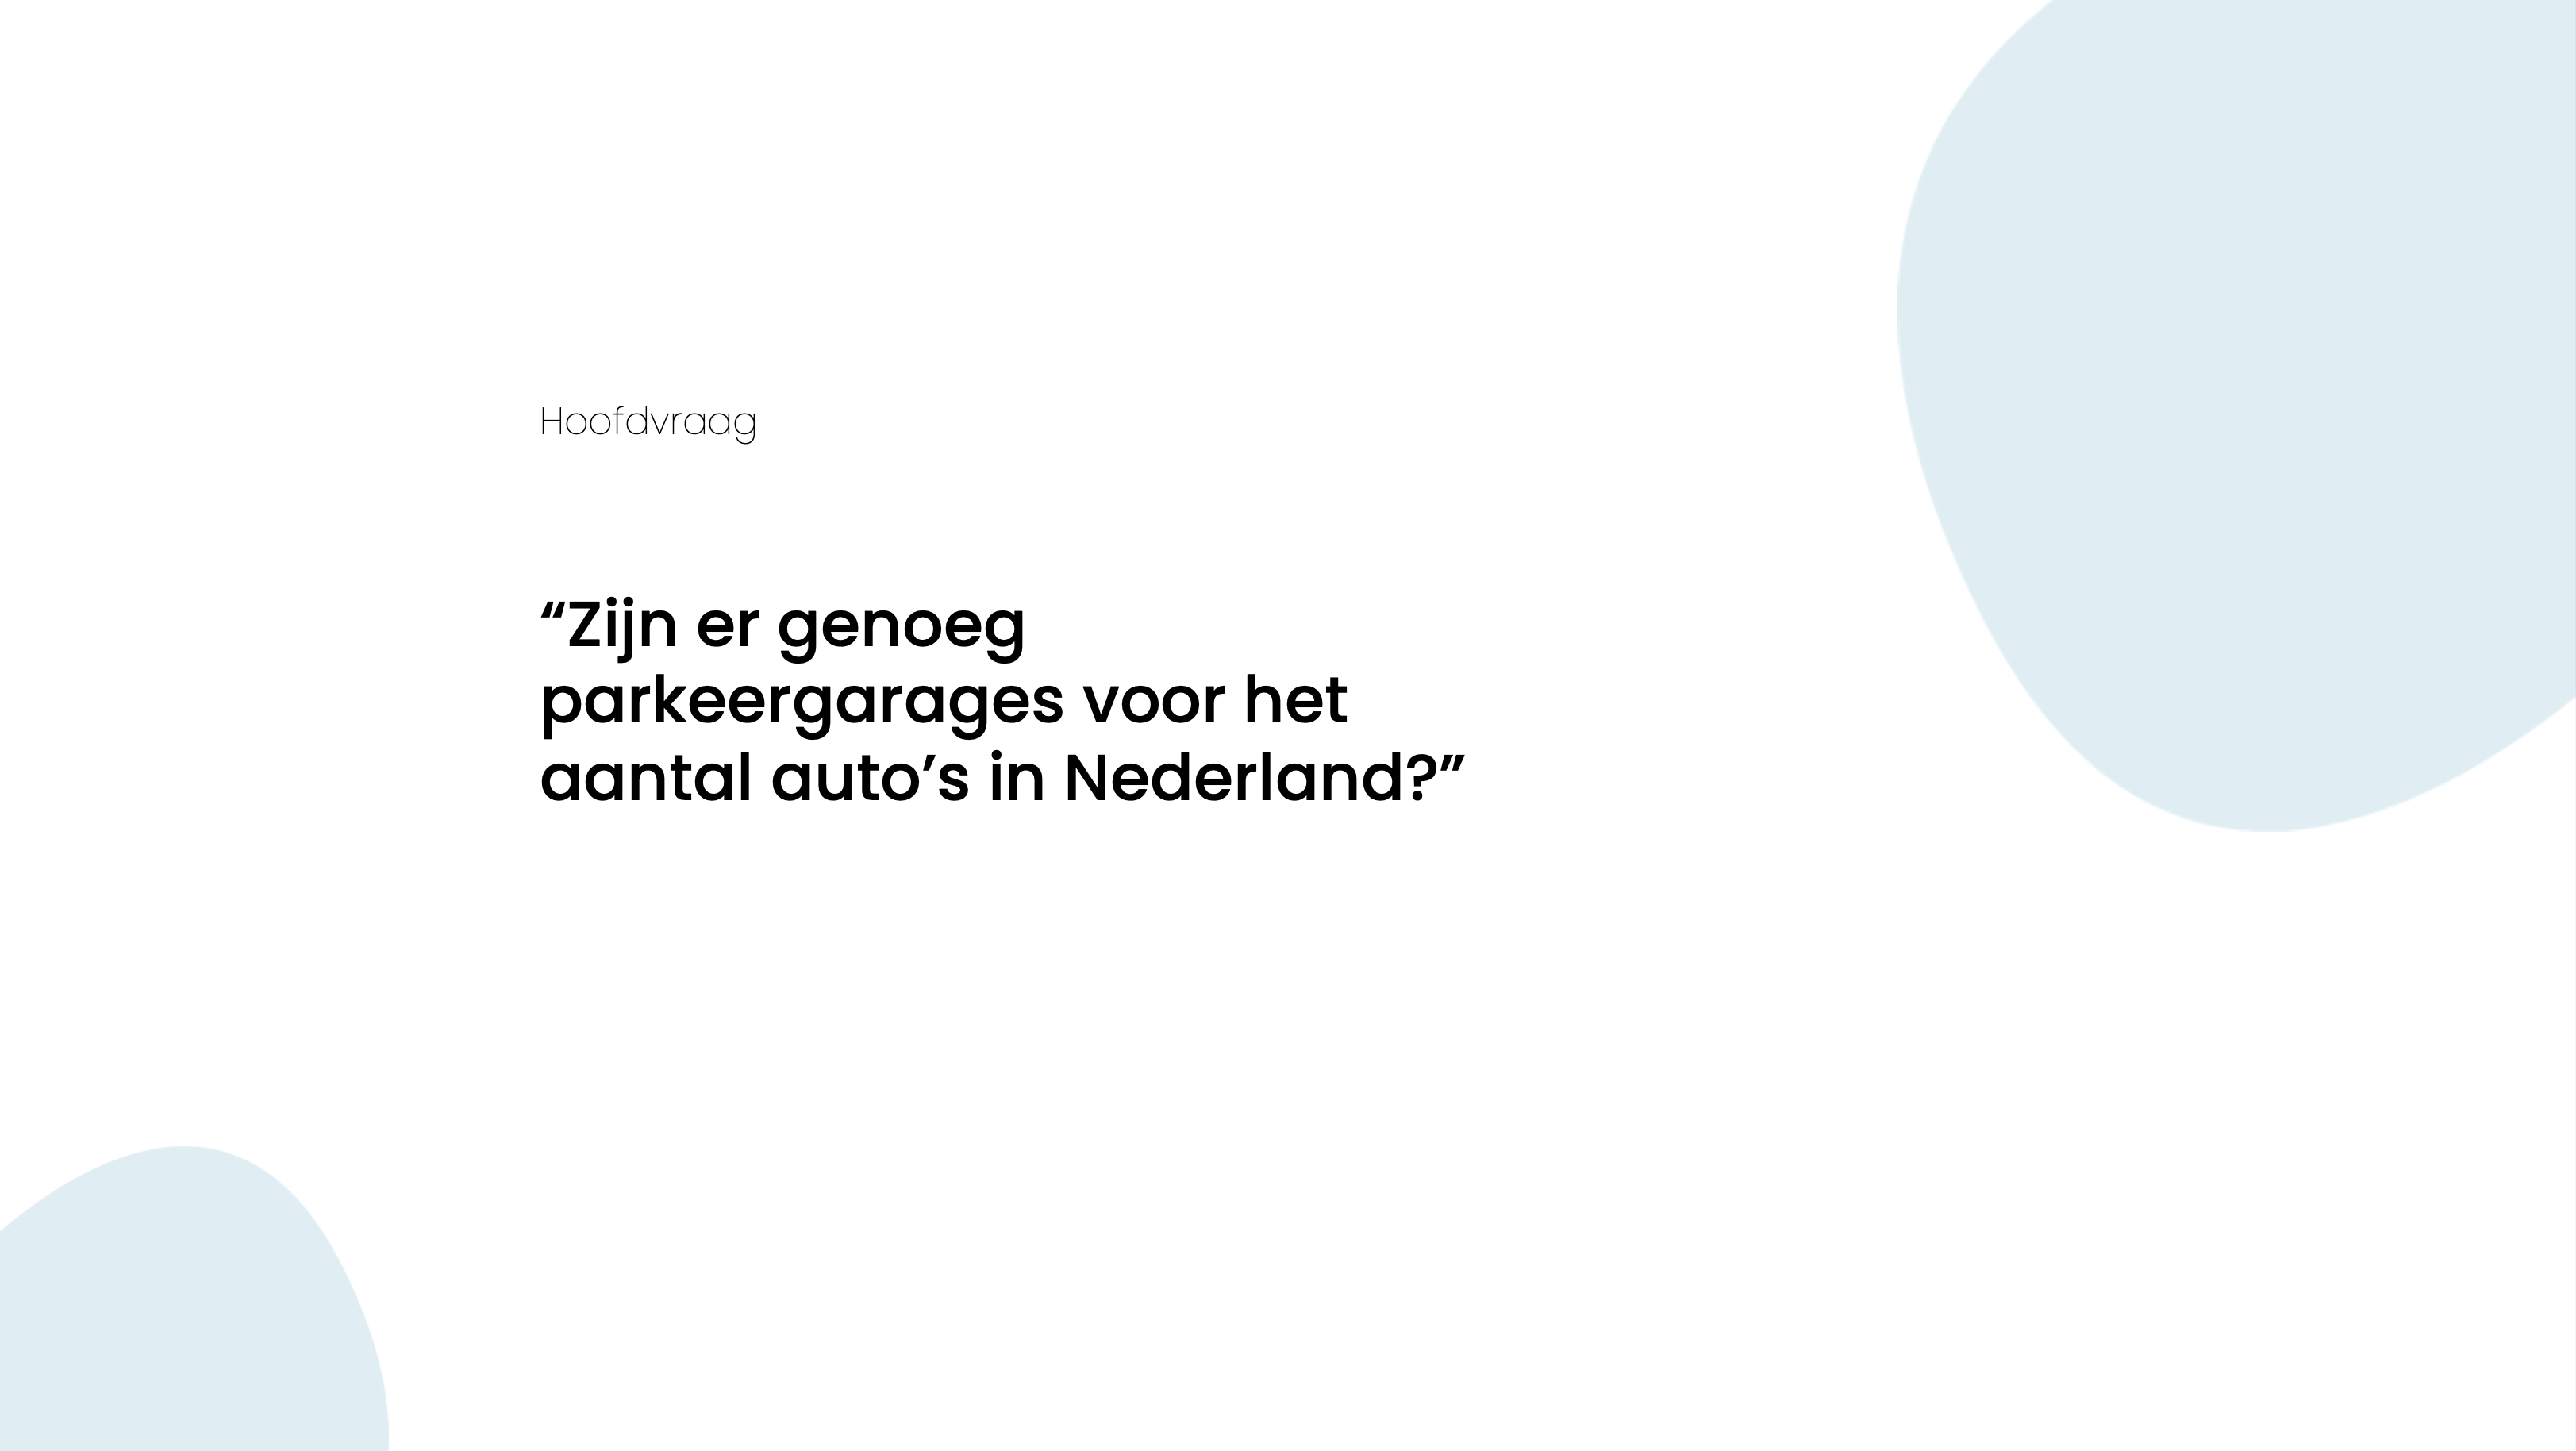 Hoofdvraag
“Zijn er genoeg
parkeergarages voor het
aantal auto’s in Nederland?”